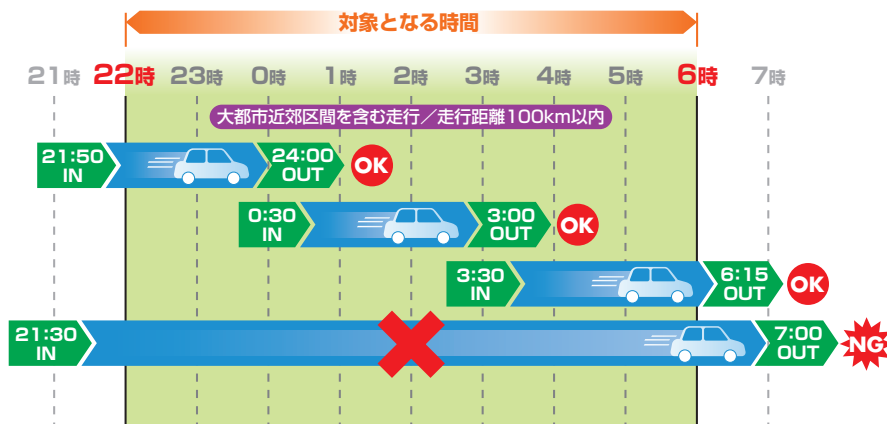 対象となる時間
21時 22時 23時 0時 1時 2時 3時 4時 5時 6時 7時
大都市近郊区間を含む走行／走行距離100km以内
21:50
IN
24:00
OUT
OK
0:30
IN
3:00
OUT
OK
3:30
IN
6:15
OUT
OK
21:30
IN
7:00
OUT
NG